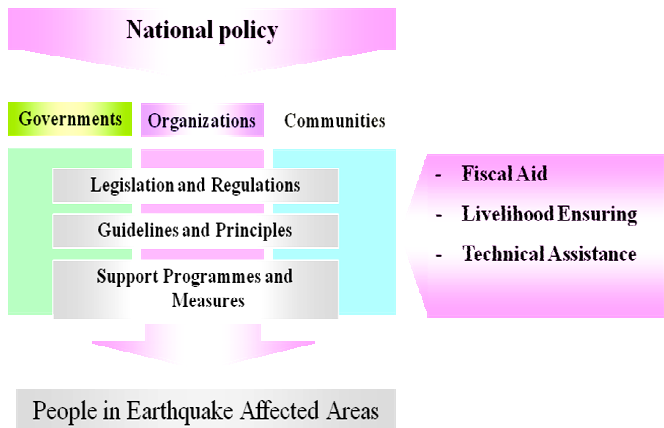 National policy
Governments
Organizations
Communities
Legislation and Regulations
Guidelines and Principles
Support Programmes and
Measures
- Fiscal Aid
- Livelihood Ensuring
- Technical Assistance
People in Earthquake Affected Areas